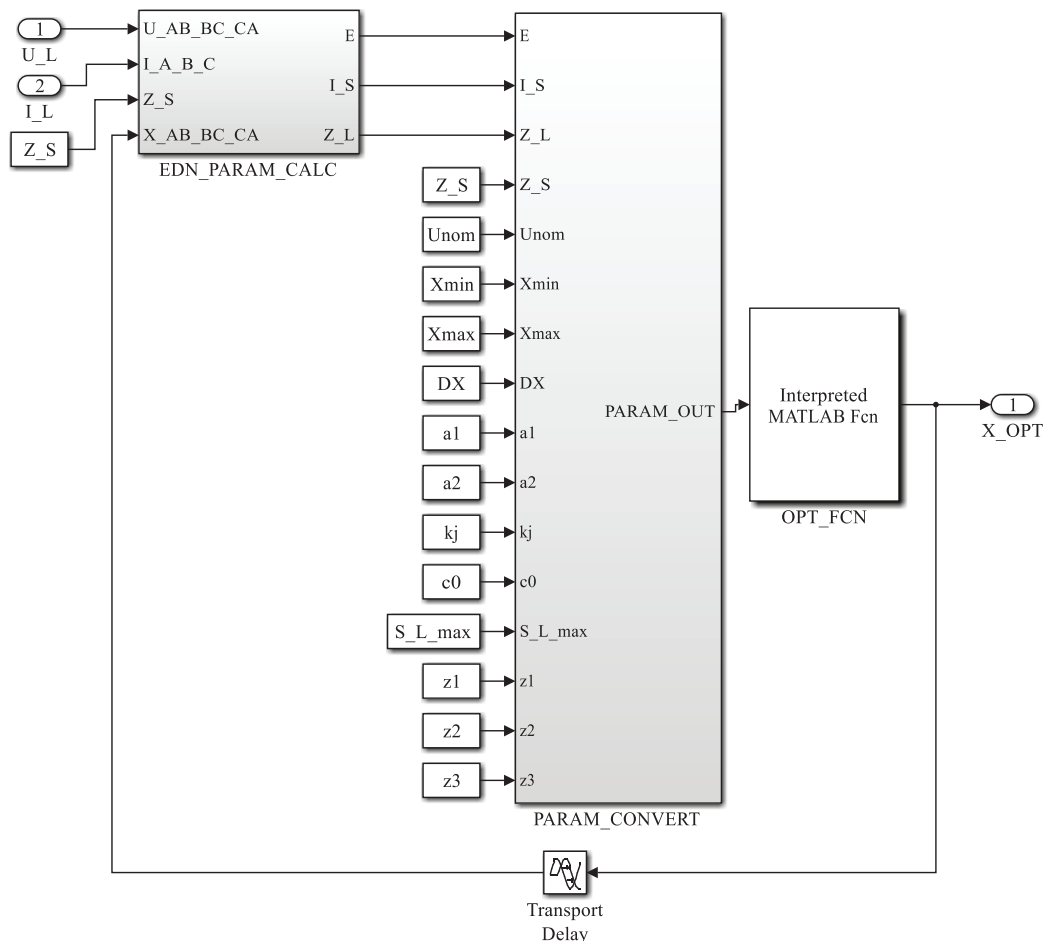 1
U_L
2
I_L
Z_S
U_AB_BC_CA
I_A_B_C
Z_S
X_AB_BC_CA
E
I_S
Z_L
EDN_PARAM_CALC
E
I_S
Z_L
Z_S
Z_S
Unom
Unom
Xmin
Xmin
Xmax
Xmax
DX
DX
a1
a1
a2
a2
kj
kj
c0
c0
S_L_max
S_L_max
z1
z1
z2
z2
z3
z3
PARAM_OUT
PARAM_CONVERT
Interpreted
MATLAB Fcn
OPT_FCN
1
X_OPT
Transport
Delay